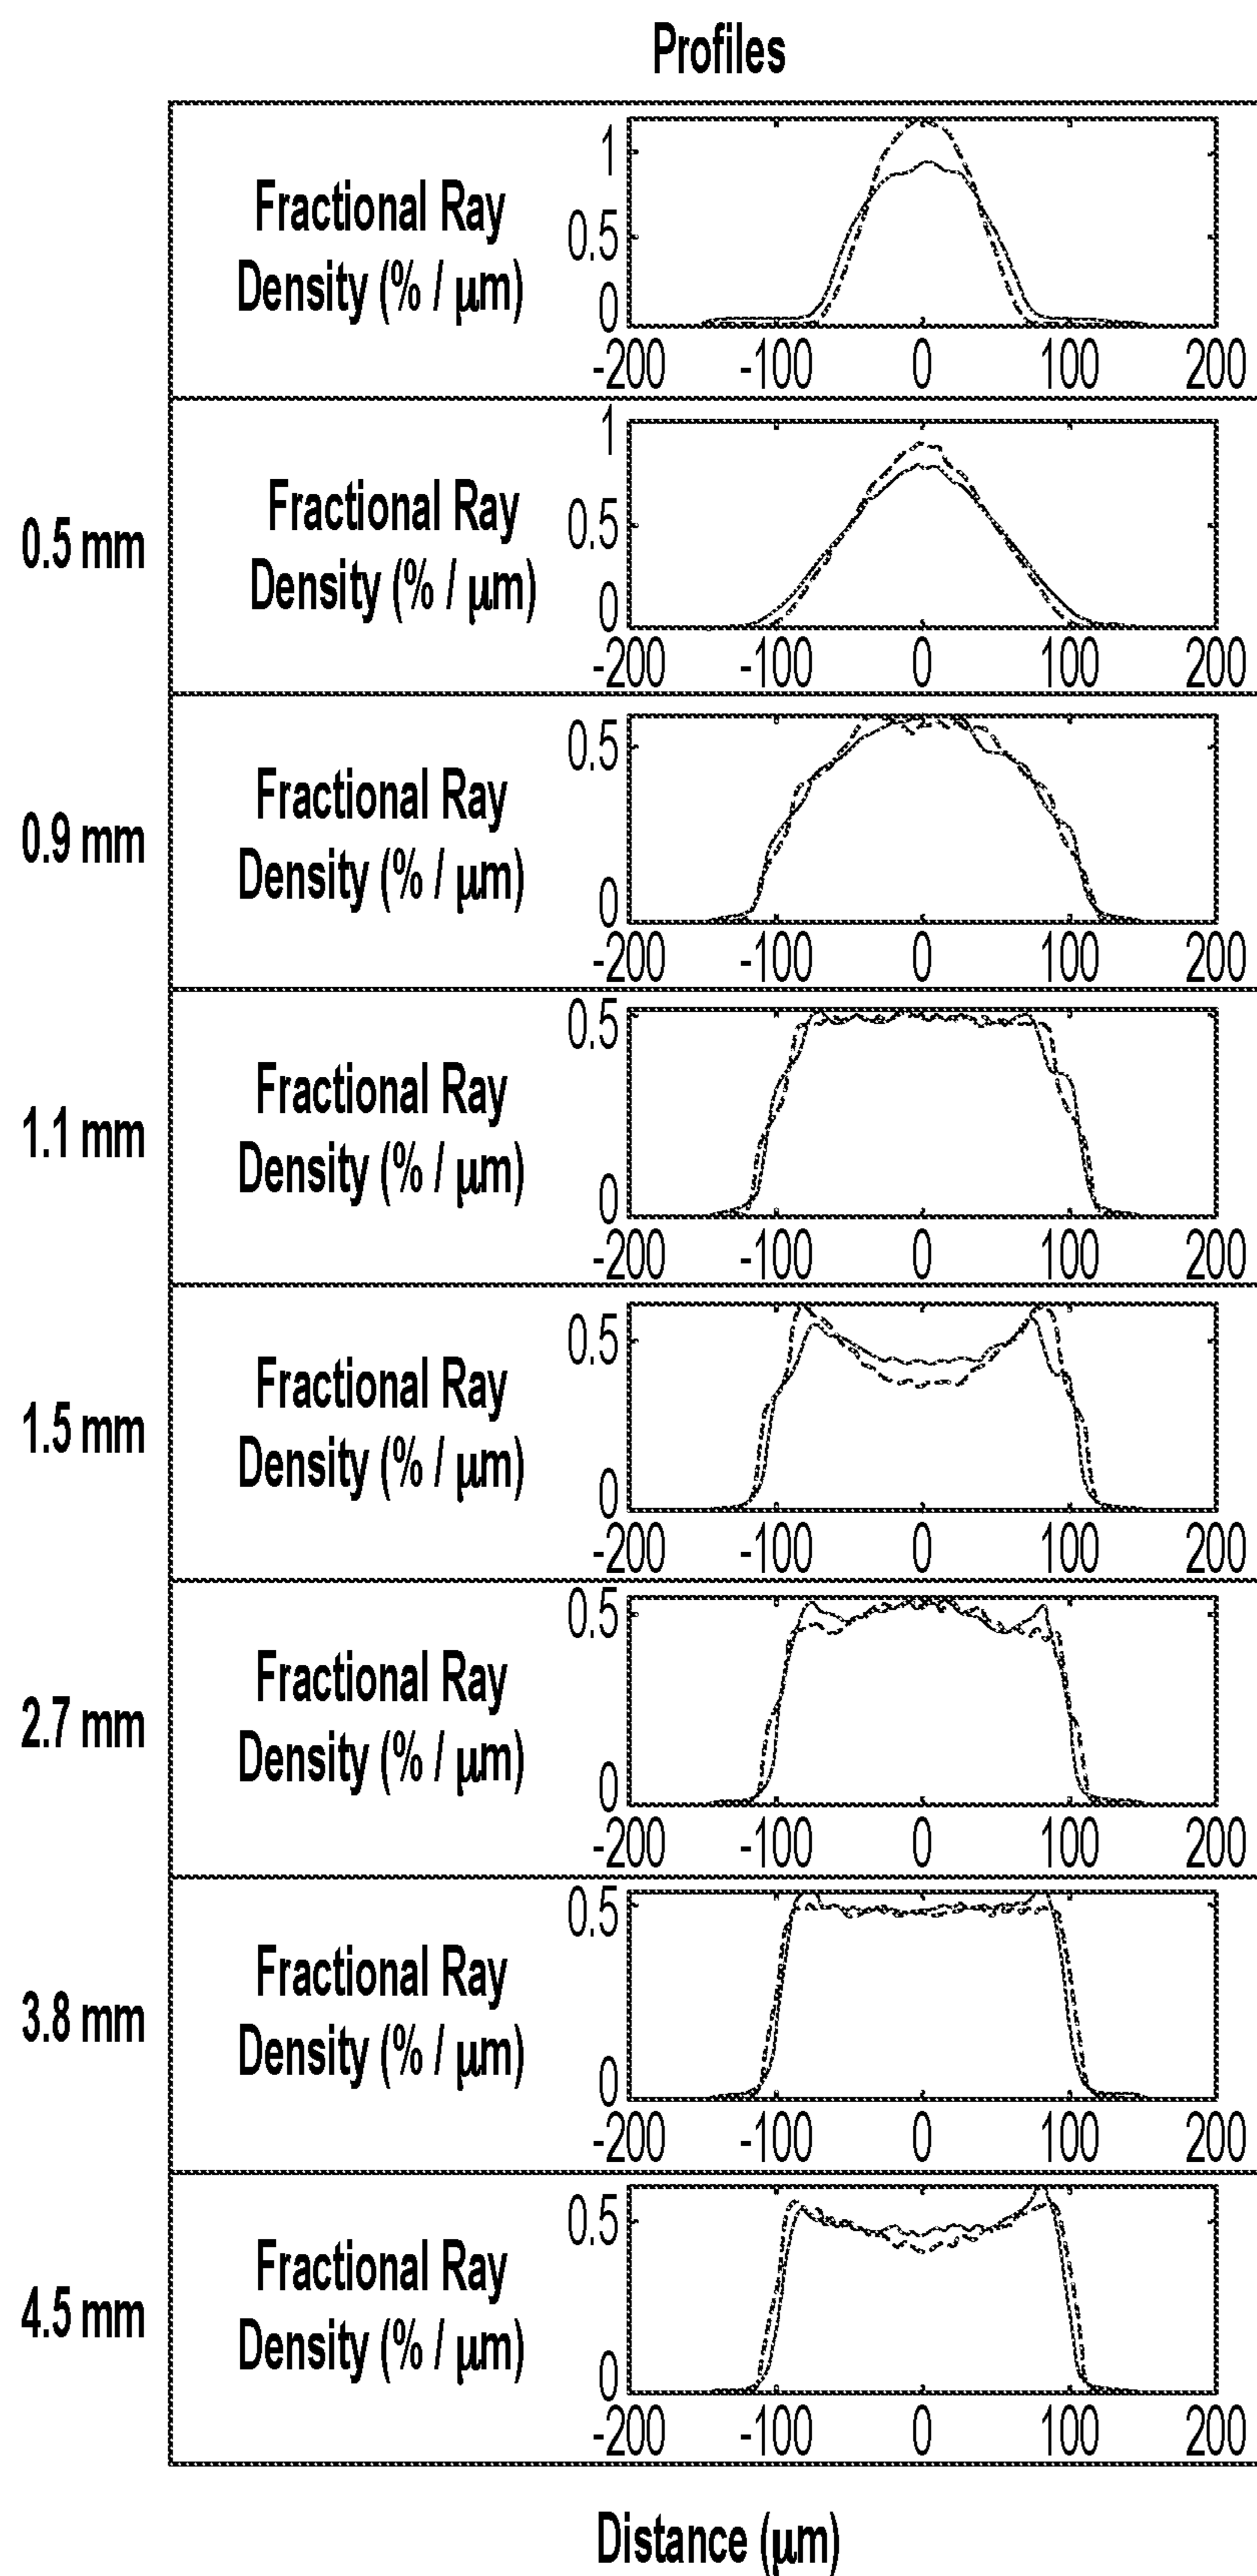 Profiles
Fractional Ray
Density (% / μm)
1
0.5
0
-200 -100 0 100 200
0.5 mm
Fractional Ray
Density (% / μm)
1
0.5
0
-200 -100 0 100 200
0.9 mm
Fractional Ray
Density (% / μm)
0.5
0
-200 -100 0 100 200
1.1 mm
Fractional Ray
Density (% / μm)
0.5
0
-200 -100 0 100 200
1.5 mm
Fractional Ray
Density (% / μm)
0.5
0
-200 -100 0 100 200
2.7 mm
Fractional Ray
Density (% / μm)
0.5
0
-200 -100 0 100 200
3.8 mm
Fractional Ray
Density (% / μm)
0.5
0
-200 -100 0 100 200
4.5 mm
Fractional Ray
Density (% / μm)
0.5
0
-200 -100 0 100 200
Distance (μm)